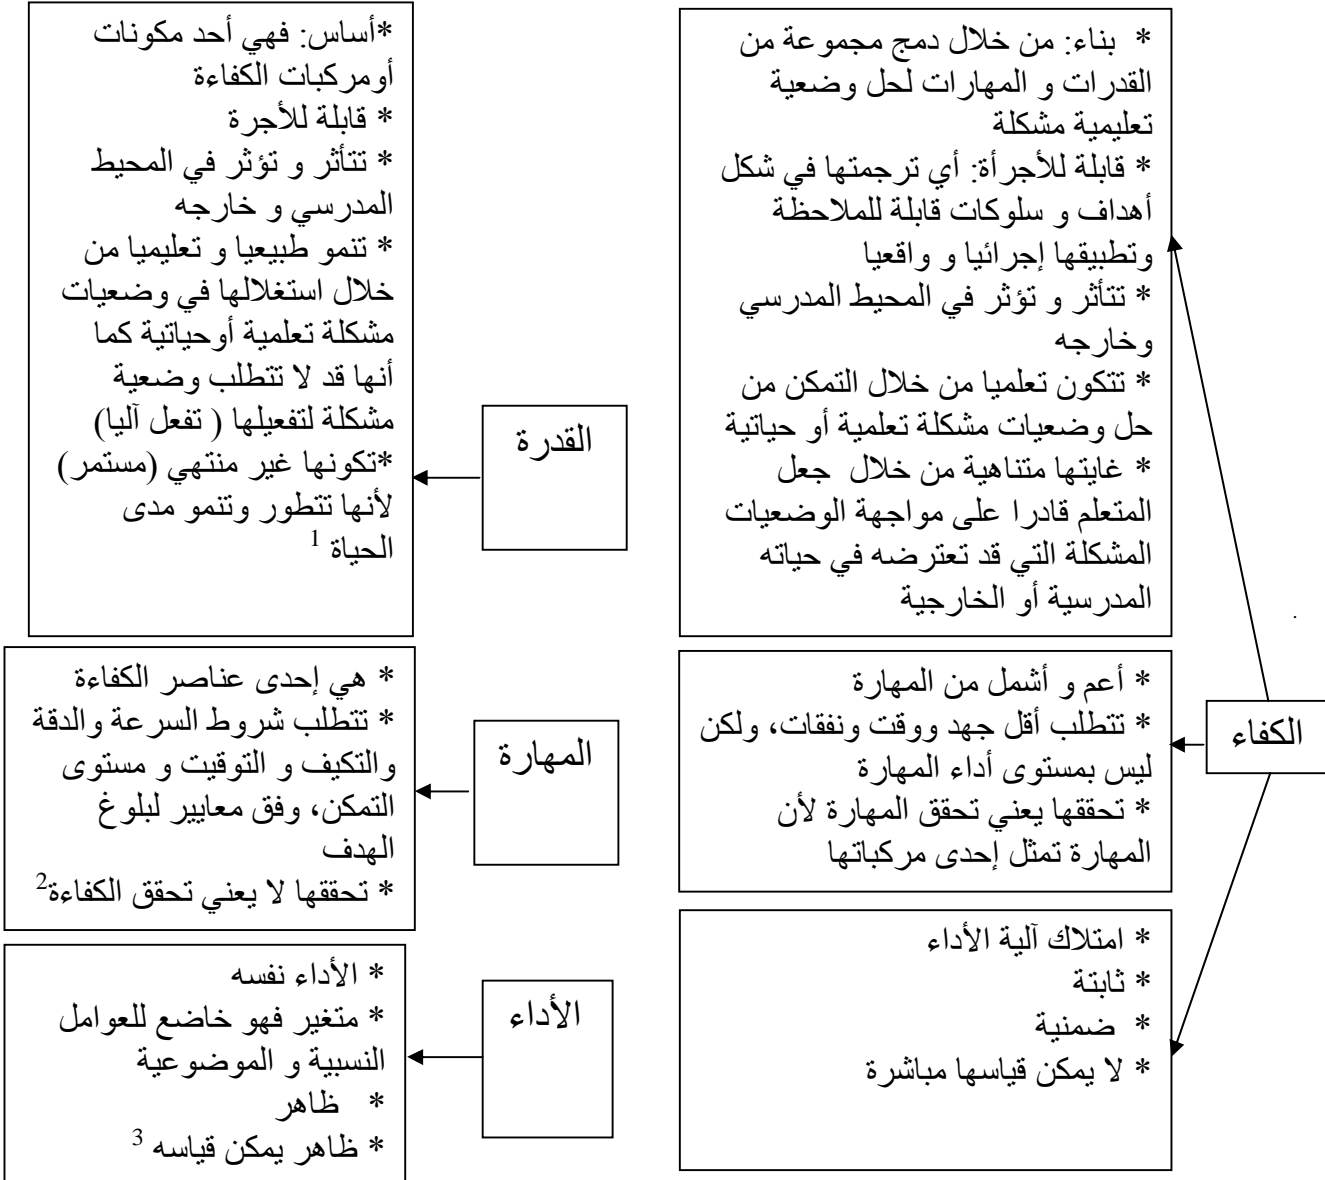 * بناء: من خلال دمج مجموعة من
القدرات و المهارات لحل وضعية
تعليمية مشكلة
* قابلة للأجرأة: أي ترجمتها في شكل
أهداف و سلوكات قابلة للملاحظة
وتطبيقها إجرائيا و واقعيا
* تتأثر و تؤثر في المحيط المدرسي
وخارجه
* تتكون تعلميا من خلال التمكن من
حل وضعيات مشكلة تعلمية أو حياتية
* غايتها متناهية من خلال جعل
المتعلم قادرا على مواجهة الوضعيات
المشكلة التي قد تعترضه في حياته
المدرسية أو الخارجية
القدرة
*أساس: فهي أحد مكونات
أومركبات الكفاءة
* قابلة للأجرة
* تتأثر و تؤثر في المحيط
المدرسي و خارجه
* تنمو طبيعيا و تعليميا من
خلال استغلالها في وضعيات
مشكلة تعلمية أوحياتية كما
أنها قد لا تتطلب وضعية
مشكلة لتفعيلها ( تفعل آليا)
*تكونها غير منتهي (مستمر)
لأنها تتطور وتنمو مدى
الحياة 1
.
الكفاء
* أعم و أشمل من المهارة
* تتطلب أقل جهد ووقت ونفقات، ولكن
ليس بمستوى أداء المهارة
* تحققها يعني تحقق المهارة لأن
المهارة تمثل إحدى مركباتها
المهارة
* هي إحدى عناصر الكفاءة
* تتطلب شروط السرعة والدقة
والتكيف و التوقيت و مستوى
التمكن، وفق معايير لبلوغ
الهدف
* تحققها لا يعني تحقق الكفاءة2
* امتلاك آلية الأداء
* ثابتة
* ضمنية
* لا يمكن قياسها مباشرة
الأداء
* الأداء نفسه
* متغير فهو خاضع للعوامل
النسبية و الموضوعية
* ظاهر
* ظاهر يمكن قياسه 3